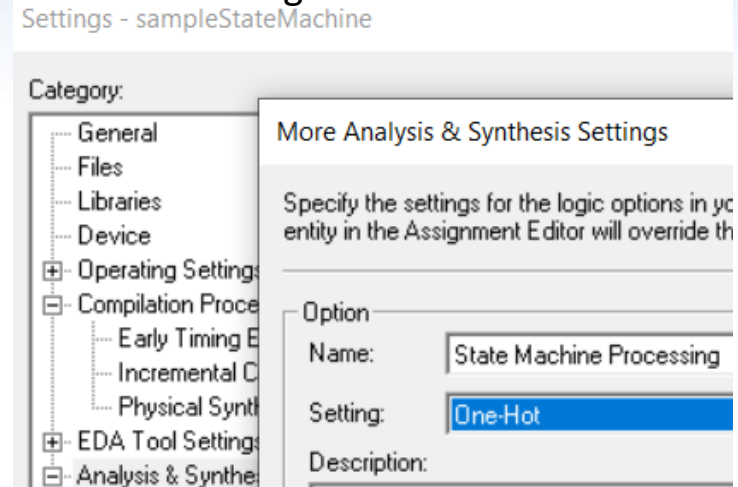 Settings - sampleStateMachine
Category:
General
Files
Libraries
Device
Operating Settings
Compilation Proce
Early Timing E
Incremental C
Physical Synth
EDA Tool Settings
Analysis & Synthe
More Analysis & Synthesis Settings
Specify the settings for the logic options in yo
entity in the Assignment Editor will override th
Option
Name: State Machine Processing
Setting: One-Hot
Description: